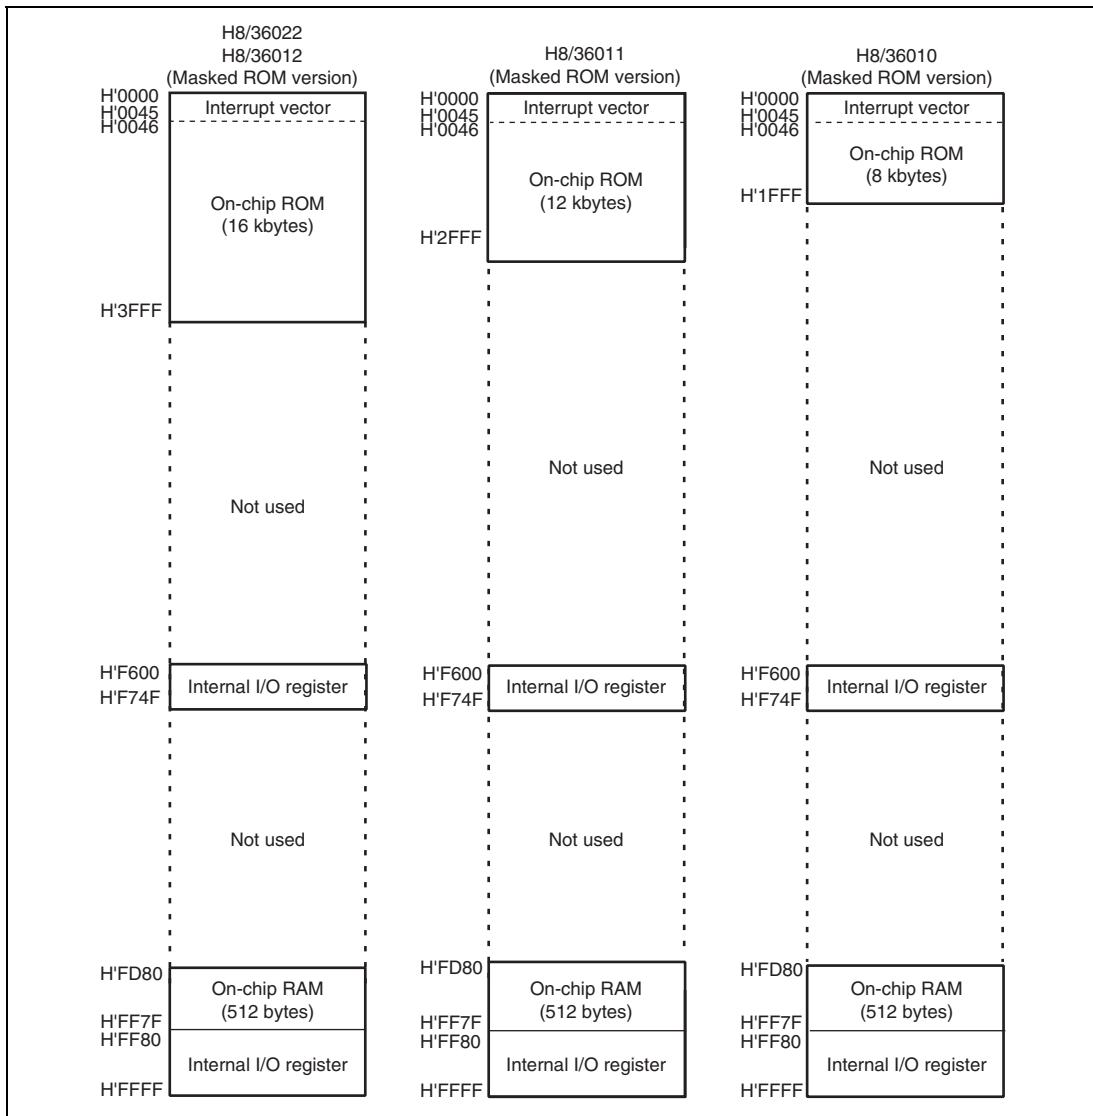 H8/36022
H8/36012
(Masked ROM version)
H'0000
H'0045
H'0046
Interrupt vector
On-chip ROM
(16 kbytes)
H'3FFF
Not used
H'F600
H'F74F
Internal I/O register
Not used
H'FD80
On-chip RAM
(512 bytes)
H'FF7F
H'FF80
Internal I/O register
H'FFFF
H8/36011
(Masked ROM version)
H'0000
H'0045
H'0046
Interrupt vector
On-chip ROM
(12 kbytes)
H'2FFF
Not used
H'F600
H'F74F
Internal I/O register
Not used
H'FD80
On-chip RAM
(512 bytes)
H'FF7F
H'FF80
Internal I/O register
H'FFFF
H8/36010
(Masked ROM version)
H'0000
H'0045
H'0046
Interrupt vector
On-chip ROM
(8 kbytes)
H'1FFF
Not used
H'F600
H'F74F
Internal I/O register
Not used
H'FD80
On-chip RAM
(512 bytes)
H'FF7F
H'FF80
Internal I/O register
H'FFFF